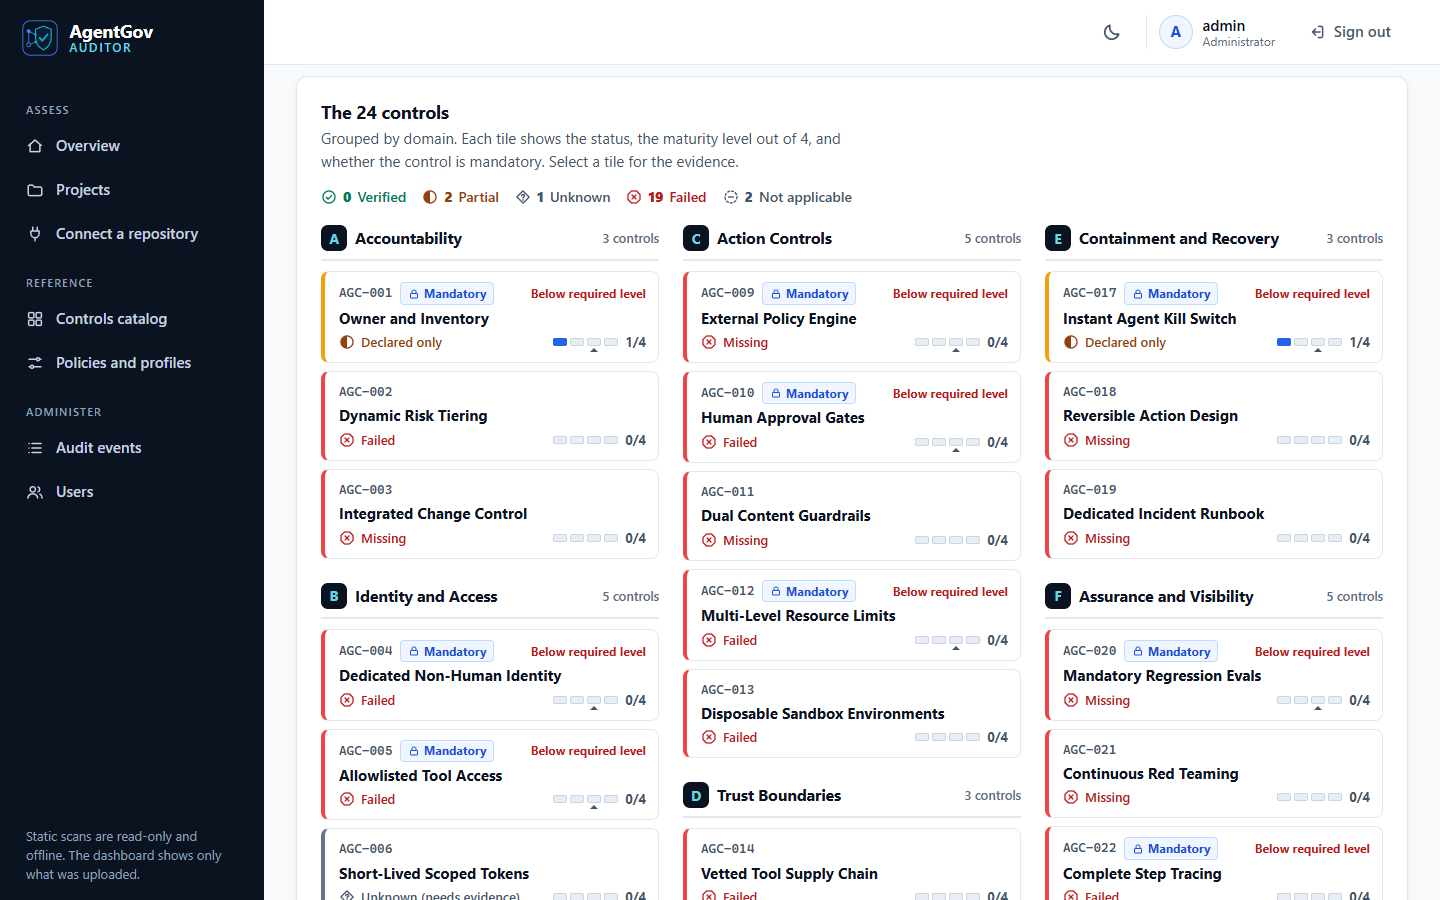 AgentGov
AUDITOR
ASSESS
Overview
Projects
Connect a repository
REFERENCE
Controls catalog
Policies and profiles
ADMINISTER
Audit events
Users
Static scans are read-only and
offline. The dashboard shows only
what was uploaded.
A
admin
Administrator
Sign out
The 24 controls
Grouped by domain. Each tile shows the status, the maturity level out of 4, and
whether the control is mandatory. Select a tile for the evidence.
0 Verified 2 Partial 1 Unknown 19 Failed 2 Not applicable
A Accountability 3 controls
AGC-001 Mandatory Below required level
Owner and Inventory
Declared only 1/4
AGC-002
Dynamic Risk Tiering
Failed 0/4
AGC-003
Integrated Change Control
Missing 0/4
B Identity and Access 5 controls
AGC-004 Mandatory Below required level
Dedicated Non-Human Identity
Failed 0/4
AGC-005 Mandatory Below required level
Allowlisted Tool Access
Failed 0/4
AGC-006
Short-Lived Scoped Tokens
Unknown (needs evidence) 0/4
C Action Controls 5 controls
AGC-009 Mandatory Below required level
External Policy Engine
Missing 0/4
AGC-010 Mandatory Below required level
Human Approval Gates
Failed 0/4
AGC-011
Dual Content Guardrails
Missing 0/4
AGC-012 Mandatory Below required level
Multi-Level Resource Limits
Failed 0/4
AGC-013
Disposable Sandbox Environments
Failed 0/4
D Trust Boundaries 3 controls
AGC-014
Vetted Tool Supply Chain
Failed 0/4
E Containment and Recovery 3 controls
AGC-017 Mandatory Below required level
Instant Agent Kill Switch
Declared only 1/4
AGC-018
Reversible Action Design
Missing 0/4
AGC-019
Dedicated Incident Runbook
Missing 0/4
F Assurance and Visibility 5 controls
AGC-020 Mandatory Below required level
Mandatory Regression Evals
Missing 0/4
AGC-021
Continuous Red Teaming
Missing 0/4
AGC-022 Mandatory Below required level
Complete Step Tracing
Failed 0/4